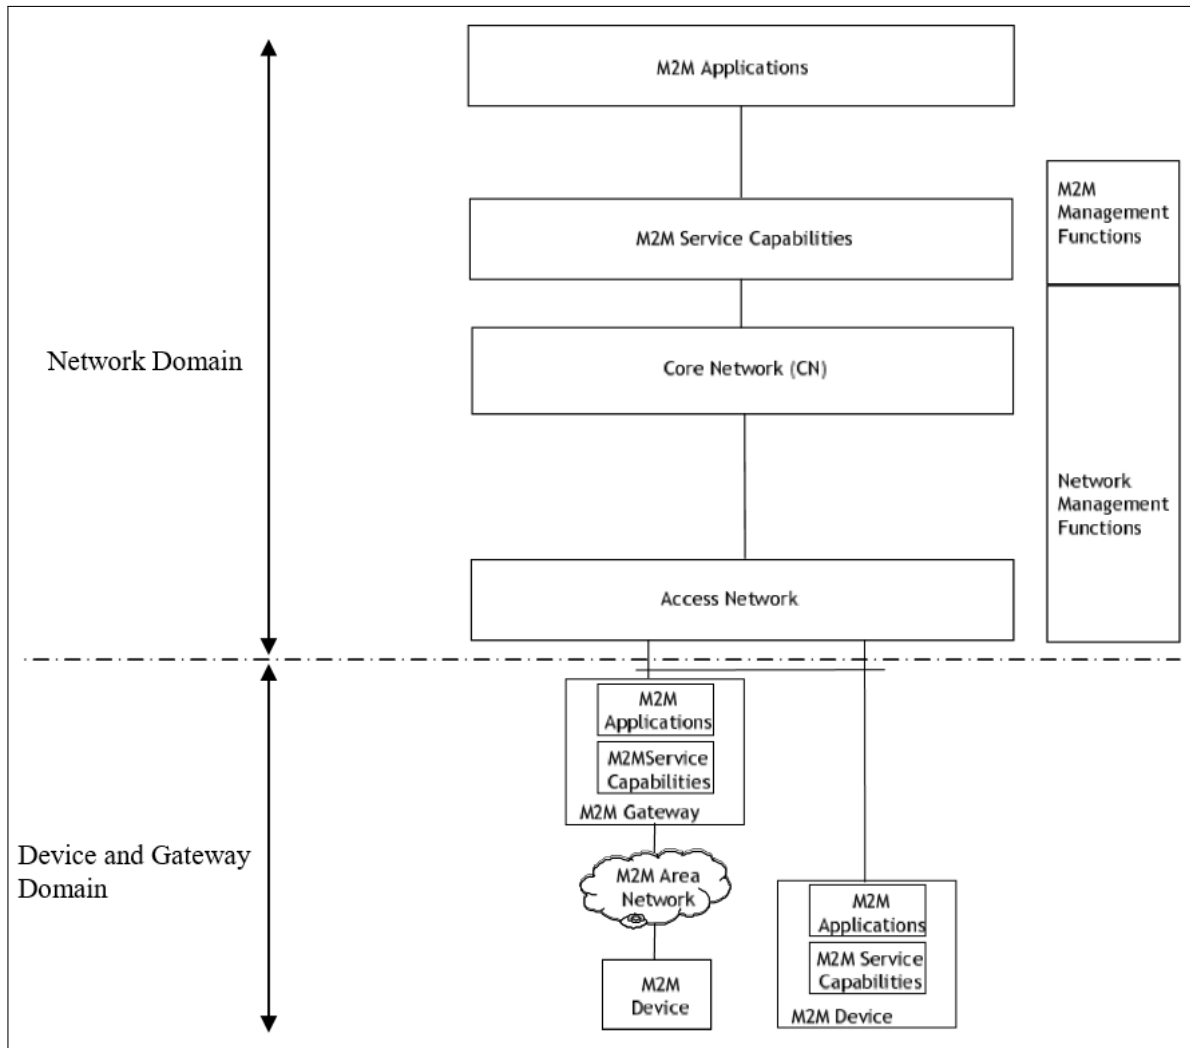 M2M Applications
M2M
Management
Functions
M2M Service Capabilities
Network Domain
Core Network (CN)
Network
Management
Functions
Access Network
M2M
Applications
M2MService
Capabilities
M2M Gateway
Device and Gateway
Domain
M2M Area
Network
M2M
Device
M2M
Applications
M2M Service
Capabilities
M2M Device